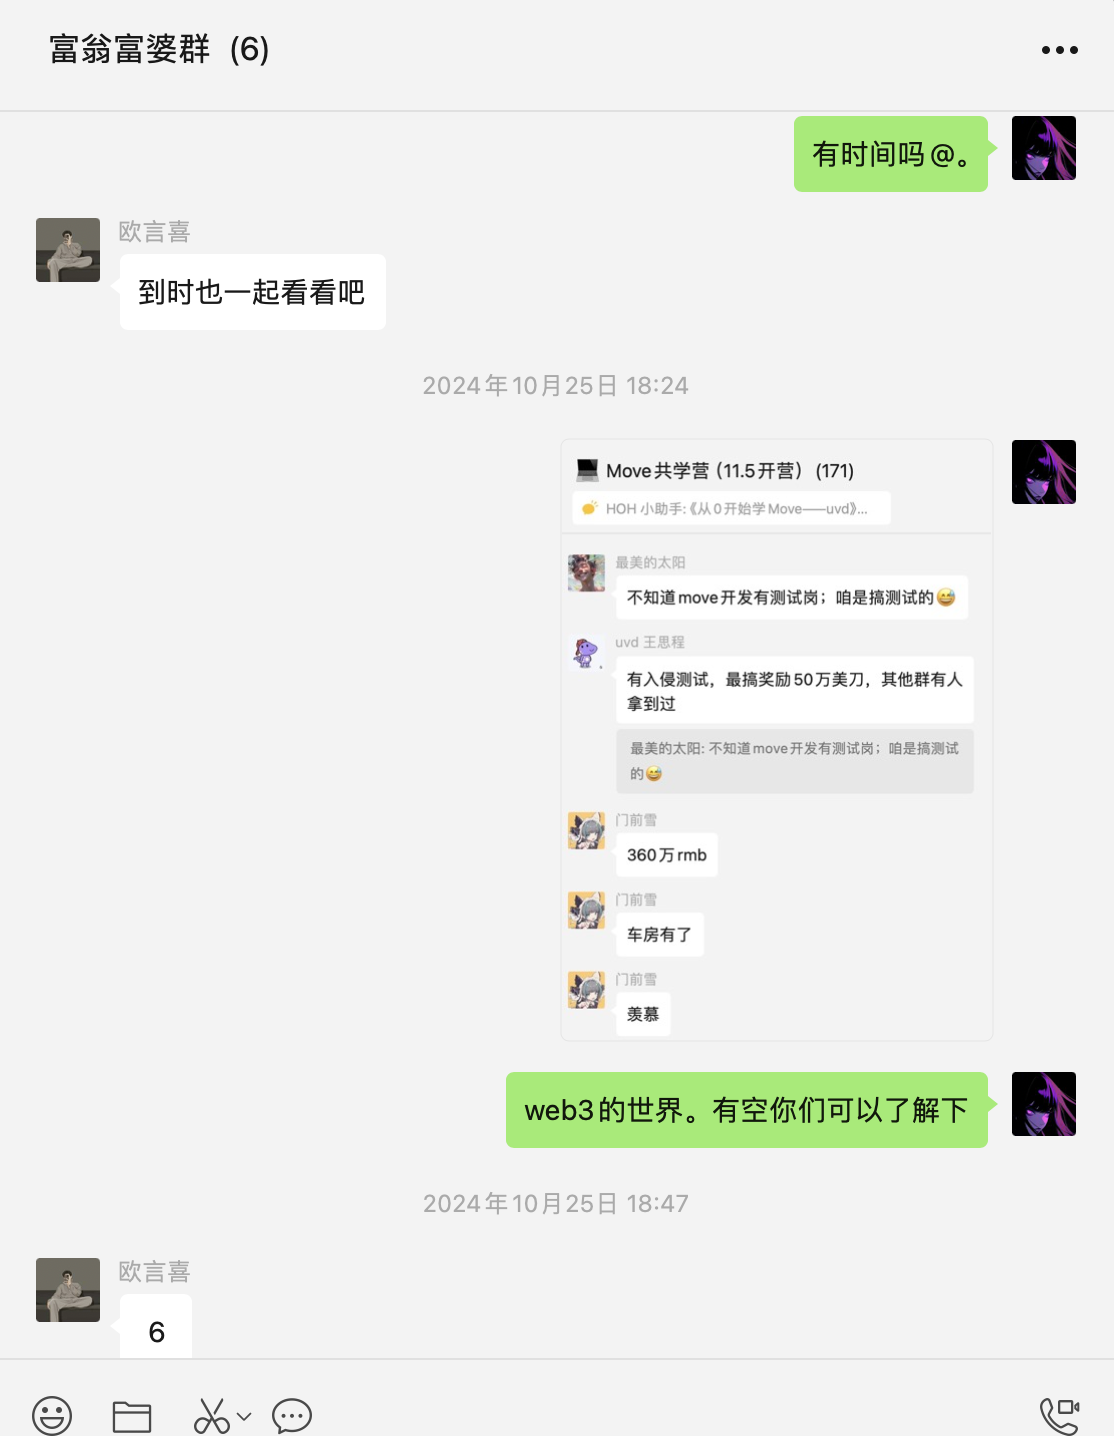 富翁富婆群 (6)
有时间吗@。
欧言喜
到时也一起看看吧
2024年10月25日 18:24
Move共学营（11.5开营） (171)
HOH 小助手:《从0开始学Move——uvd》...
最美的太阳
不知道move开发有测试岗；咱是搞测试的😅
uvd 王思程
有入侵测试，最搞奖励50万美刀，其他群有人
拿到过
最美的太阳: 不知道move开发有测试岗；咱是搞测试
的😅
门前雪
360万rmb
门前雪
车房有了
门前雪
羡慕
web3的世界。有空你们可以了解下
2024年10月25日 18:47
欧言喜
6